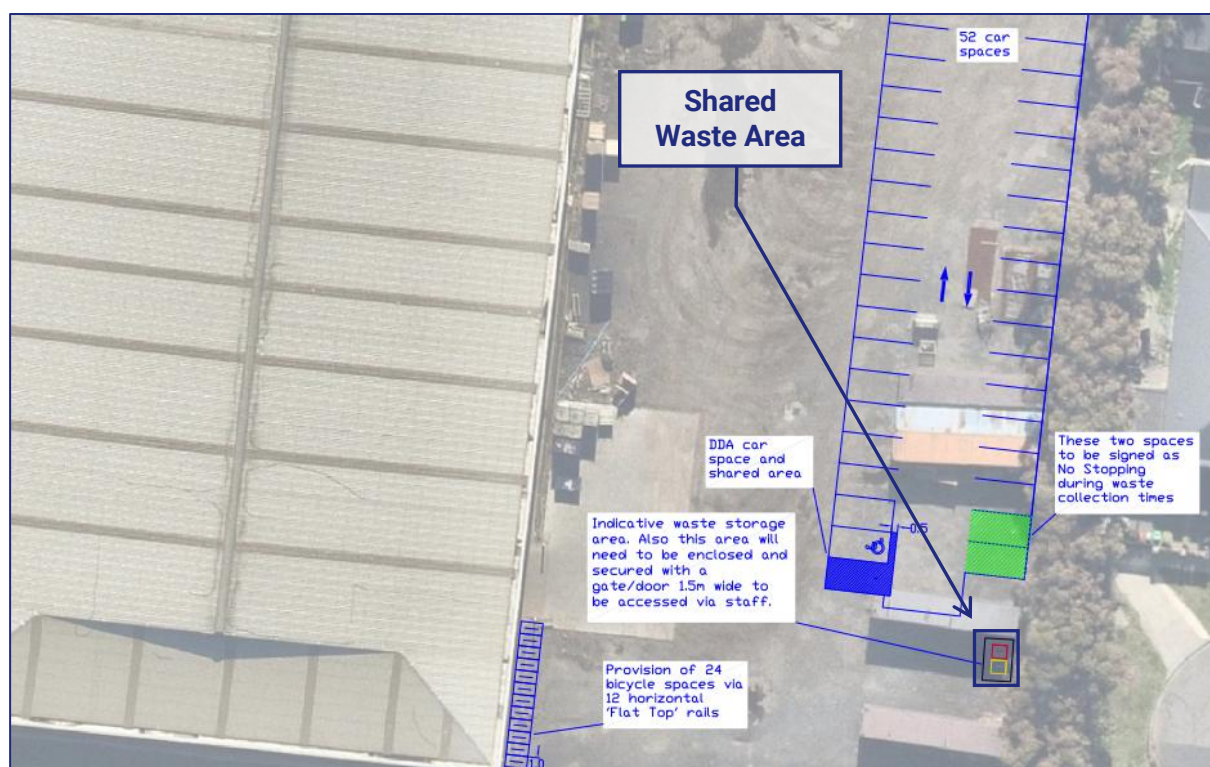 52 car
spaces
Shared
Waste Area
DDA car
space and
shared area
These two spaces
to be signed as
No Stopping
during waste
collection times
0.5
Indicative waste storage
area. Also this area will
need to be enclosed and
secured with a
gate/door 1.5m wide to
be accessed via staff.
Provision of 24
bicycle spaces via
12 horizontal
'Flat Top' rails
1.0